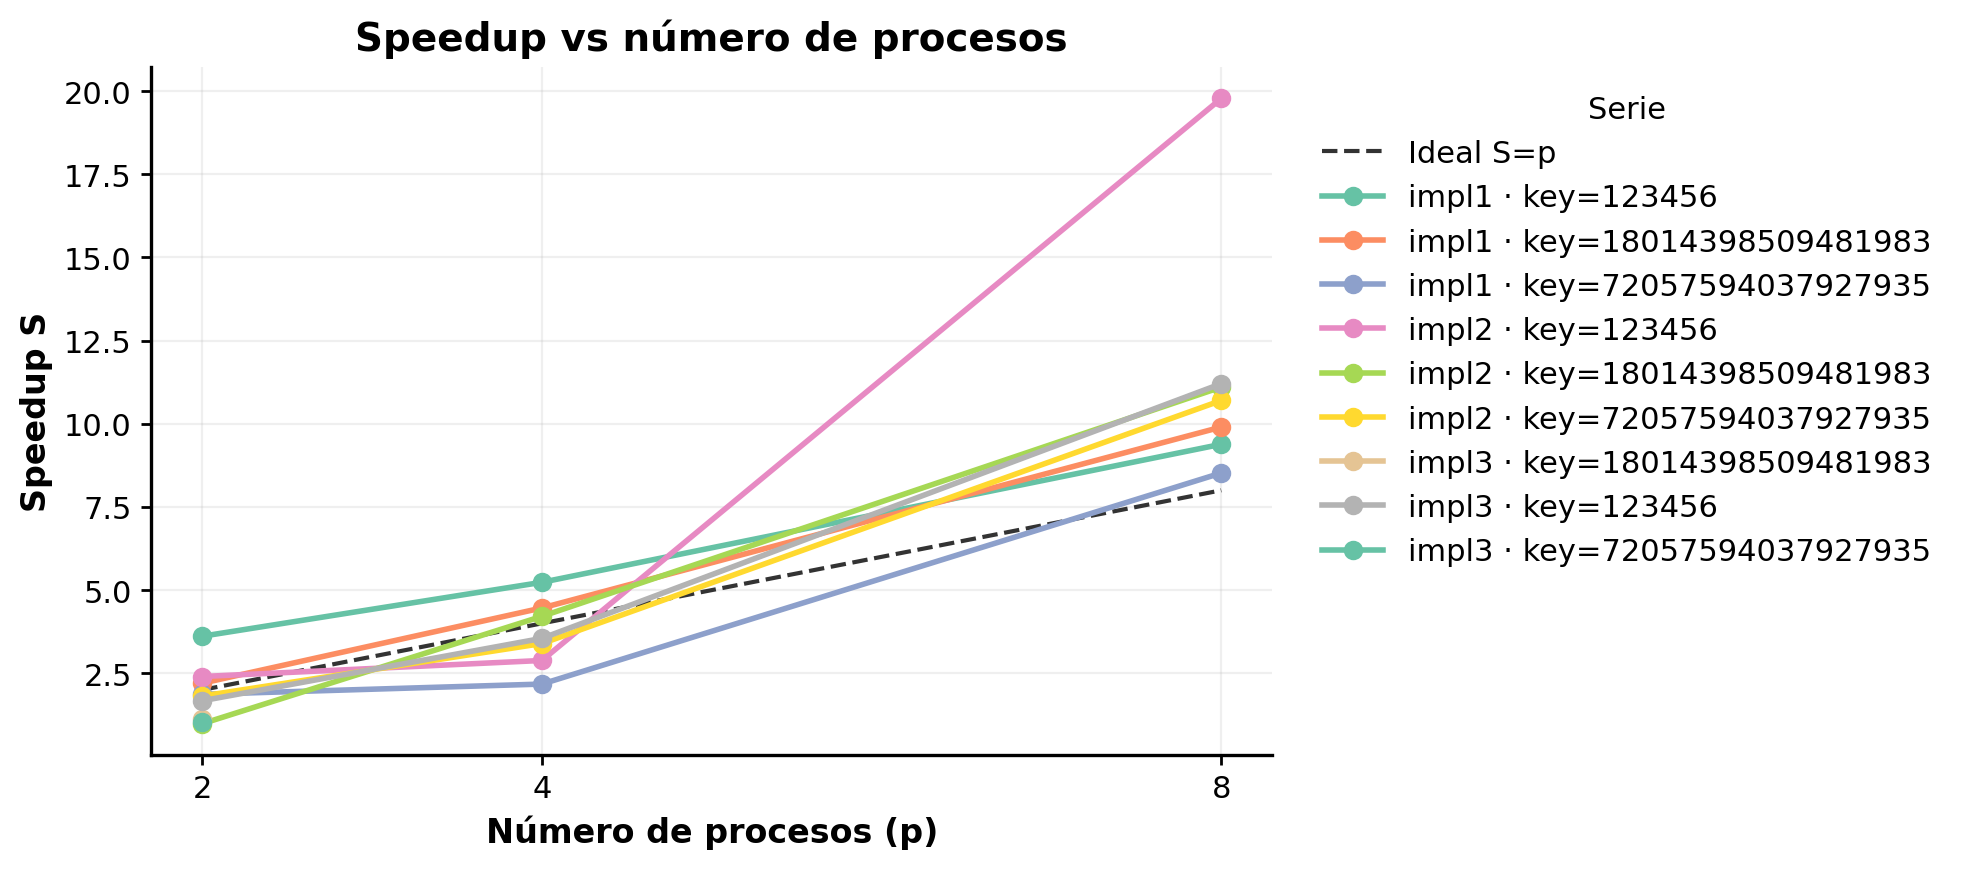 Speedup vs número de procesos
20.0
17.5
15.0
12.5
10.0
7.5
5.0
2.5
Speedup S
2 4 8
Número de procesos (p)
Serie
Ideal S=p
impl1 · key=123456
impl1 · key=18014398509481983
impl1 · key=72057594037927935
impl2 · key=123456
impl2 · key=18014398509481983
impl2 · key=72057594037927935
impl3 · key=18014398509481983
impl3 · key=123456
impl3 · key=72057594037927935